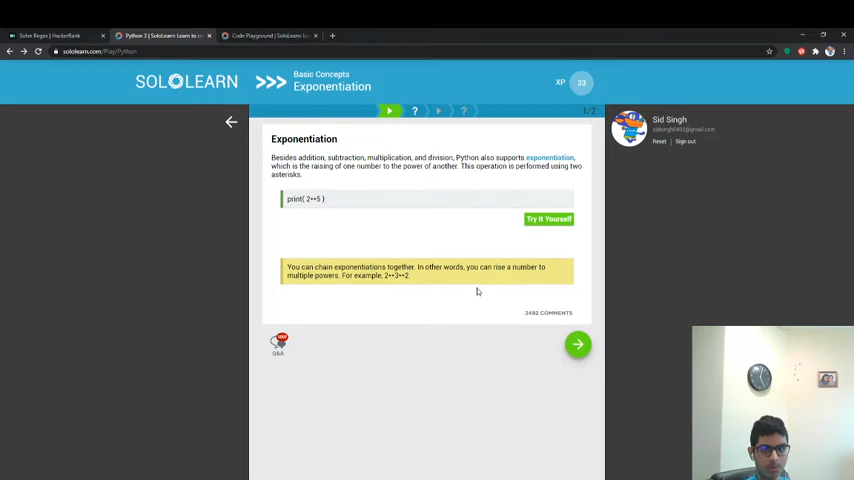 Solve Regex | HackerRank
Python 3 | SoloLearn: Learn to co
Code Playground | SoloLearn: Le
sololearn.com/Play/Python
SOLOLEARN
Basic Concepts
Exponentiation
XP 33
? ?
1/2
Exponentiation
Besides addition, subtraction, multiplication, and division, Python also supports exponentiation,
which is the raising of one number to the power of another. This operation is performed using two
asterisks.
print( 2**5 )
Try It Yourself
You can chain exponentiations together. In other words, you can rise a number to
multiple powers. For example, 2**3**2.
2492 COMMENTS
Q&A
Sid Singh
Reset | Sign out